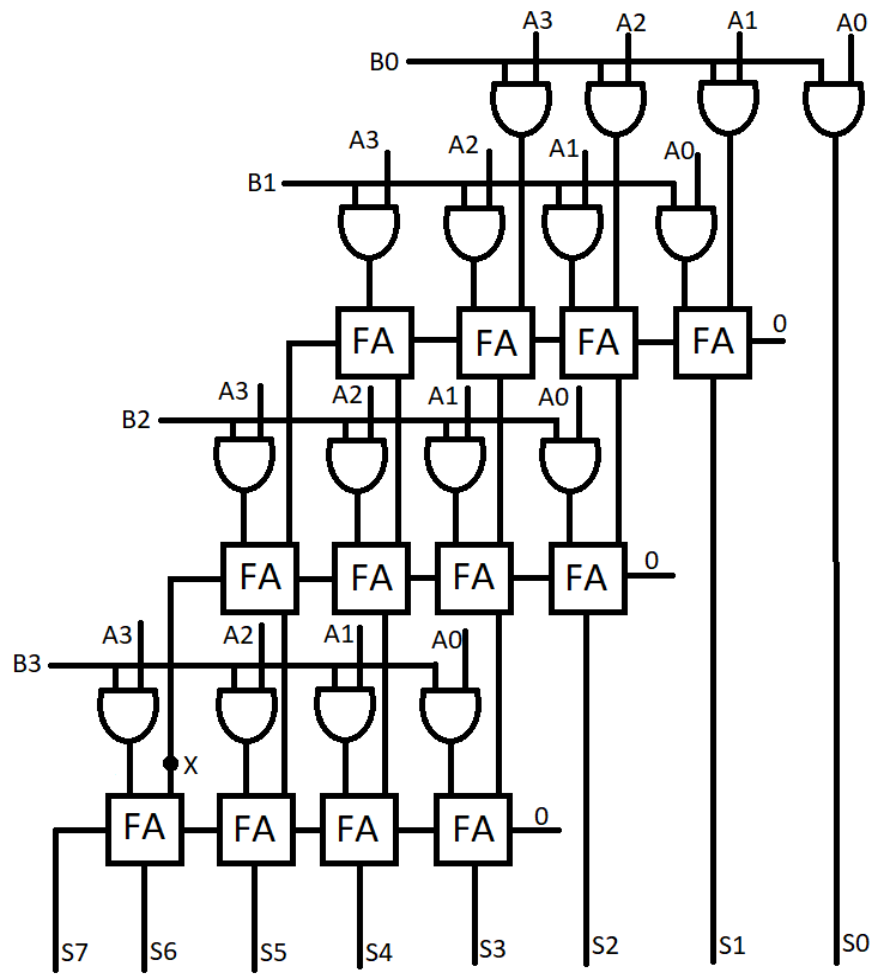 A3 A2 A1 A0
B0
A3 A2 A1 A0
B1
FA FA FA FA 0
A3 A2 A1 A0
B2
FA FA FA FA 0
A3 A2 A1 A0
B3
X
FA FA FA FA 0
S7 S6 S5 S4 S3 S2 S1 S0